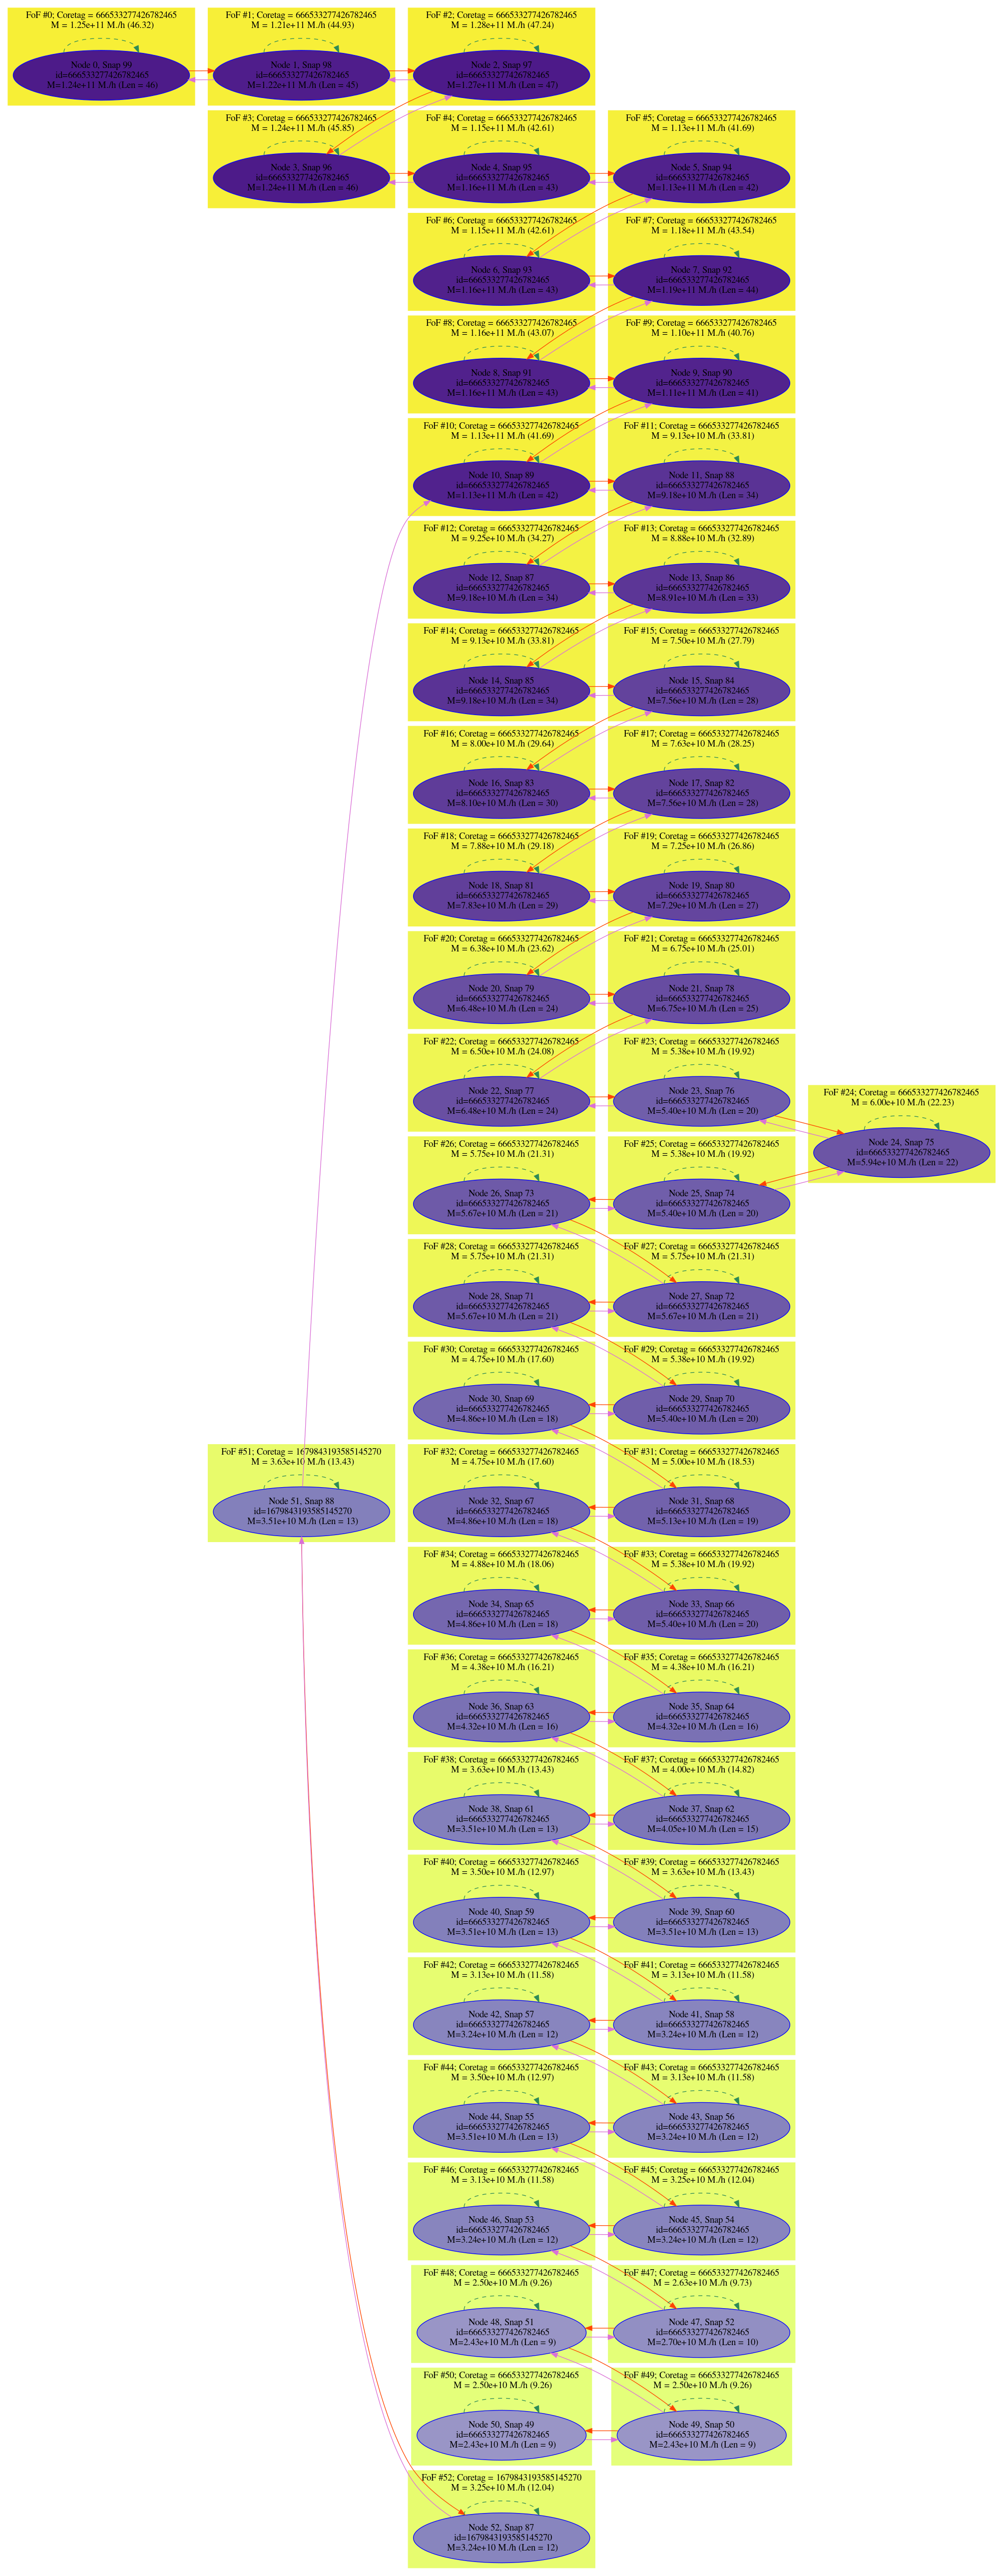 FoF #0; Coretag = 666533277426782465
M = 1.25e+11 M./h (46.32)
Node 0, Snap 99
id=666533277426782465
M=1.24e+11 M./h (Len = 46)
FoF #1; Coretag = 666533277426782465
M = 1.21e+11 M./h (44.93)
Node 1, Snap 98
id=666533277426782465
M=1.22e+11 M./h (Len = 45)
FoF #2; Coretag = 666533277426782465
M = 1.28e+11 M./h (47.24)
Node 2, Snap 97
id=666533277426782465
M=1.27e+11 M./h (Len = 47)
FoF #3; Coretag = 666533277426782465
M = 1.24e+11 M./h (45.85)
Node 3, Snap 96
id=666533277426782465
M=1.24e+11 M./h (Len = 46)
FoF #4; Coretag = 666533277426782465
M = 1.15e+11 M./h (42.61)
Node 4, Snap 95
id=666533277426782465
M=1.16e+11 M./h (Len = 43)
FoF #5; Coretag = 666533277426782465
M = 1.13e+11 M./h (41.69)
Node 5, Snap 94
id=666533277426782465
M=1.13e+11 M./h (Len = 42)
FoF #6; Coretag = 666533277426782465
M = 1.15e+11 M./h (42.61)
Node 6, Snap 93
id=666533277426782465
M=1.16e+11 M./h (Len = 43)
FoF #7; Coretag = 666533277426782465
M = 1.18e+11 M./h (43.54)
Node 7, Snap 92
id=666533277426782465
M=1.19e+11 M./h (Len = 44)
FoF #8; Coretag = 666533277426782465
M = 1.16e+11 M./h (43.07)
Node 8, Snap 91
id=666533277426782465
M=1.16e+11 M./h (Len = 43)
FoF #9; Coretag = 666533277426782465
M = 1.10e+11 M./h (40.76)
Node 9, Snap 90
id=666533277426782465
M=1.11e+11 M./h (Len = 41)
FoF #10; Coretag = 666533277426782465
M = 1.13e+11 M./h (41.69)
Node 10, Snap 89
id=666533277426782465
M=1.13e+11 M./h (Len = 42)
FoF #11; Coretag = 666533277426782465
M = 9.13e+10 M./h (33.81)
Node 11, Snap 88
id=666533277426782465
M=9.18e+10 M./h (Len = 34)
FoF #12; Coretag = 666533277426782465
M = 9.25e+10 M./h (34.27)
Node 12, Snap 87
id=666533277426782465
M=9.18e+10 M./h (Len = 34)
FoF #13; Coretag = 666533277426782465
M = 8.88e+10 M./h (32.89)
Node 13, Snap 86
id=666533277426782465
M=8.91e+10 M./h (Len = 33)
FoF #14; Coretag = 666533277426782465
M = 9.13e+10 M./h (33.81)
Node 14, Snap 85
id=666533277426782465
M=9.18e+10 M./h (Len = 34)
FoF #15; Coretag = 666533277426782465
M = 7.50e+10 M./h (27.79)
Node 15, Snap 84
id=666533277426782465
M=7.56e+10 M./h (Len = 28)
FoF #16; Coretag = 666533277426782465
M = 8.00e+10 M./h (29.64)
Node 16, Snap 83
id=666533277426782465
M=8.10e+10 M./h (Len = 30)
FoF #17; Coretag = 666533277426782465
M = 7.63e+10 M./h (28.25)
Node 17, Snap 82
id=666533277426782465
M=7.56e+10 M./h (Len = 28)
FoF #18; Coretag = 666533277426782465
M = 7.88e+10 M./h (29.18)
Node 18, Snap 81
id=666533277426782465
M=7.83e+10 M./h (Len = 29)
FoF #19; Coretag = 666533277426782465
M = 7.25e+10 M./h (26.86)
Node 19, Snap 80
id=666533277426782465
M=7.29e+10 M./h (Len = 27)
FoF #20; Coretag = 666533277426782465
M = 6.38e+10 M./h (23.62)
Node 20, Snap 79
id=666533277426782465
M=6.48e+10 M./h (Len = 24)
FoF #21; Coretag = 666533277426782465
M = 6.75e+10 M./h (25.01)
Node 21, Snap 78
id=666533277426782465
M=6.75e+10 M./h (Len = 25)
FoF #22; Coretag = 666533277426782465
M = 6.50e+10 M./h (24.08)
Node 22, Snap 77
id=666533277426782465
M=6.48e+10 M./h (Len = 24)
FoF #23; Coretag = 666533277426782465
M = 5.38e+10 M./h (19.92)
Node 23, Snap 76
id=666533277426782465
M=5.40e+10 M./h (Len = 20)
FoF #24; Coretag = 666533277426782465
M = 6.00e+10 M./h (22.23)
Node 24, Snap 75
id=666533277426782465
M=5.94e+10 M./h (Len = 22)
FoF #26; Coretag = 666533277426782465
M = 5.75e+10 M./h (21.31)
Node 26, Snap 73
id=666533277426782465
M=5.67e+10 M./h (Len = 21)
FoF #25; Coretag = 666533277426782465
M = 5.38e+10 M./h (19.92)
Node 25, Snap 74
id=666533277426782465
M=5.40e+10 M./h (Len = 20)
FoF #28; Coretag = 666533277426782465
M = 5.75e+10 M./h (21.31)
Node 28, Snap 71
id=666533277426782465
M=5.67e+10 M./h (Len = 21)
FoF #27; Coretag = 666533277426782465
M = 5.75e+10 M./h (21.31)
Node 27, Snap 72
id=666533277426782465
M=5.67e+10 M./h (Len = 21)
FoF #30; Coretag = 666533277426782465
M = 4.75e+10 M./h (17.60)
Node 30, Snap 69
id=666533277426782465
M=4.86e+10 M./h (Len = 18)
FoF #29; Coretag = 666533277426782465
M = 5.38e+10 M./h (19.92)
Node 29, Snap 70
id=666533277426782465
M=5.40e+10 M./h (Len = 20)
FoF #51; Coretag = 1679843193585145270
M = 3.63e+10 M./h (13.43)
Node 51, Snap 88
id=1679843193585145270
M=3.51e+10 M./h (Len = 13)
FoF #32; Coretag = 666533277426782465
M = 4.75e+10 M./h (17.60)
Node 32, Snap 67
id=666533277426782465
M=4.86e+10 M./h (Len = 18)
FoF #31; Coretag = 666533277426782465
M = 5.00e+10 M./h (18.53)
Node 31, Snap 68
id=666533277426782465
M=5.13e+10 M./h (Len = 19)
FoF #34; Coretag = 666533277426782465
M = 4.88e+10 M./h (18.06)
Node 34, Snap 65
id=666533277426782465
M=4.86e+10 M./h (Len = 18)
FoF #33; Coretag = 666533277426782465
M = 5.38e+10 M./h (19.92)
Node 33, Snap 66
id=666533277426782465
M=5.40e+10 M./h (Len = 20)
FoF #36; Coretag = 666533277426782465
M = 4.38e+10 M./h (16.21)
Node 36, Snap 63
id=666533277426782465
M=4.32e+10 M./h (Len = 16)
FoF #35; Coretag = 666533277426782465
M = 4.38e+10 M./h (16.21)
Node 35, Snap 64
id=666533277426782465
M=4.32e+10 M./h (Len = 16)
FoF #38; Coretag = 666533277426782465
M = 3.63e+10 M./h (13.43)
Node 38, Snap 61
id=666533277426782465
M=3.51e+10 M./h (Len = 13)
FoF #37; Coretag = 666533277426782465
M = 4.00e+10 M./h (14.82)
Node 37, Snap 62
id=666533277426782465
M=4.05e+10 M./h (Len = 15)
FoF #40; Coretag = 666533277426782465
M = 3.50e+10 M./h (12.97)
Node 40, Snap 59
id=666533277426782465
M=3.51e+10 M./h (Len = 13)
FoF #39; Coretag = 666533277426782465
M = 3.63e+10 M./h (13.43)
Node 39, Snap 60
id=666533277426782465
M=3.51e+10 M./h (Len = 13)
FoF #42; Coretag = 666533277426782465
M = 3.13e+10 M./h (11.58)
Node 42, Snap 57
id=666533277426782465
M=3.24e+10 M./h (Len = 12)
FoF #41; Coretag = 666533277426782465
M = 3.13e+10 M./h (11.58)
Node 41, Snap 58
id=666533277426782465
M=3.24e+10 M./h (Len = 12)
FoF #44; Coretag = 666533277426782465
M = 3.50e+10 M./h (12.97)
Node 44, Snap 55
id=666533277426782465
M=3.51e+10 M./h (Len = 13)
FoF #43; Coretag = 666533277426782465
M = 3.13e+10 M./h (11.58)
Node 43, Snap 56
id=666533277426782465
M=3.24e+10 M./h (Len = 12)
FoF #46; Coretag = 666533277426782465
M = 3.13e+10 M./h (11.58)
Node 46, Snap 53
id=666533277426782465
M=3.24e+10 M./h (Len = 12)
FoF #45; Coretag = 666533277426782465
M = 3.25e+10 M./h (12.04)
Node 45, Snap 54
id=666533277426782465
M=3.24e+10 M./h (Len = 12)
FoF #48; Coretag = 666533277426782465
M = 2.50e+10 M./h (9.26)
Node 48, Snap 51
id=666533277426782465
M=2.43e+10 M./h (Len = 9)
FoF #47; Coretag = 666533277426782465
M = 2.63e+10 M./h (9.73)
Node 47, Snap 52
id=666533277426782465
M=2.70e+10 M./h (Len = 10)
FoF #50; Coretag = 666533277426782465
M = 2.50e+10 M./h (9.26)
Node 50, Snap 49
id=666533277426782465
M=2.43e+10 M./h (Len = 9)
FoF #49; Coretag = 666533277426782465
M = 2.50e+10 M./h (9.26)
Node 49, Snap 50
id=666533277426782465
M=2.43e+10 M./h (Len = 9)
FoF #52; Coretag = 1679843193585145270
M = 3.25e+10 M./h (12.04)
Node 52, Snap 87
id=1679843193585145270
M=3.24e+10 M./h (Len = 12)